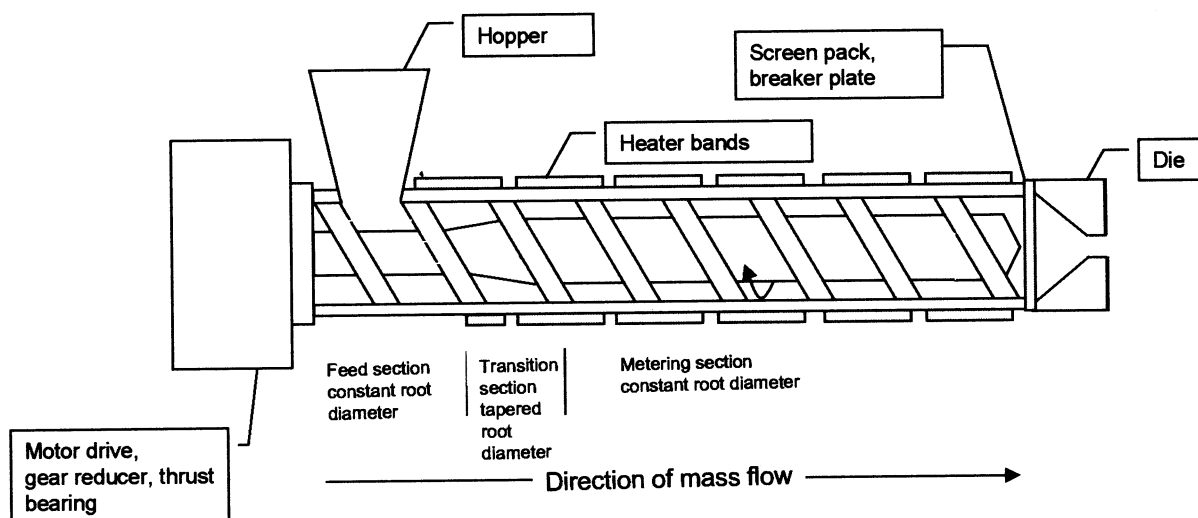 Hopper
Screen pack,
breaker plate
Heater bands
Die
Feed section
constant root
diameter
Transition
section
tapered
root
diameter
Metering section
constant root diameter
Motor drive,
gear reducer, thrust
bearing
Direction of mass flow